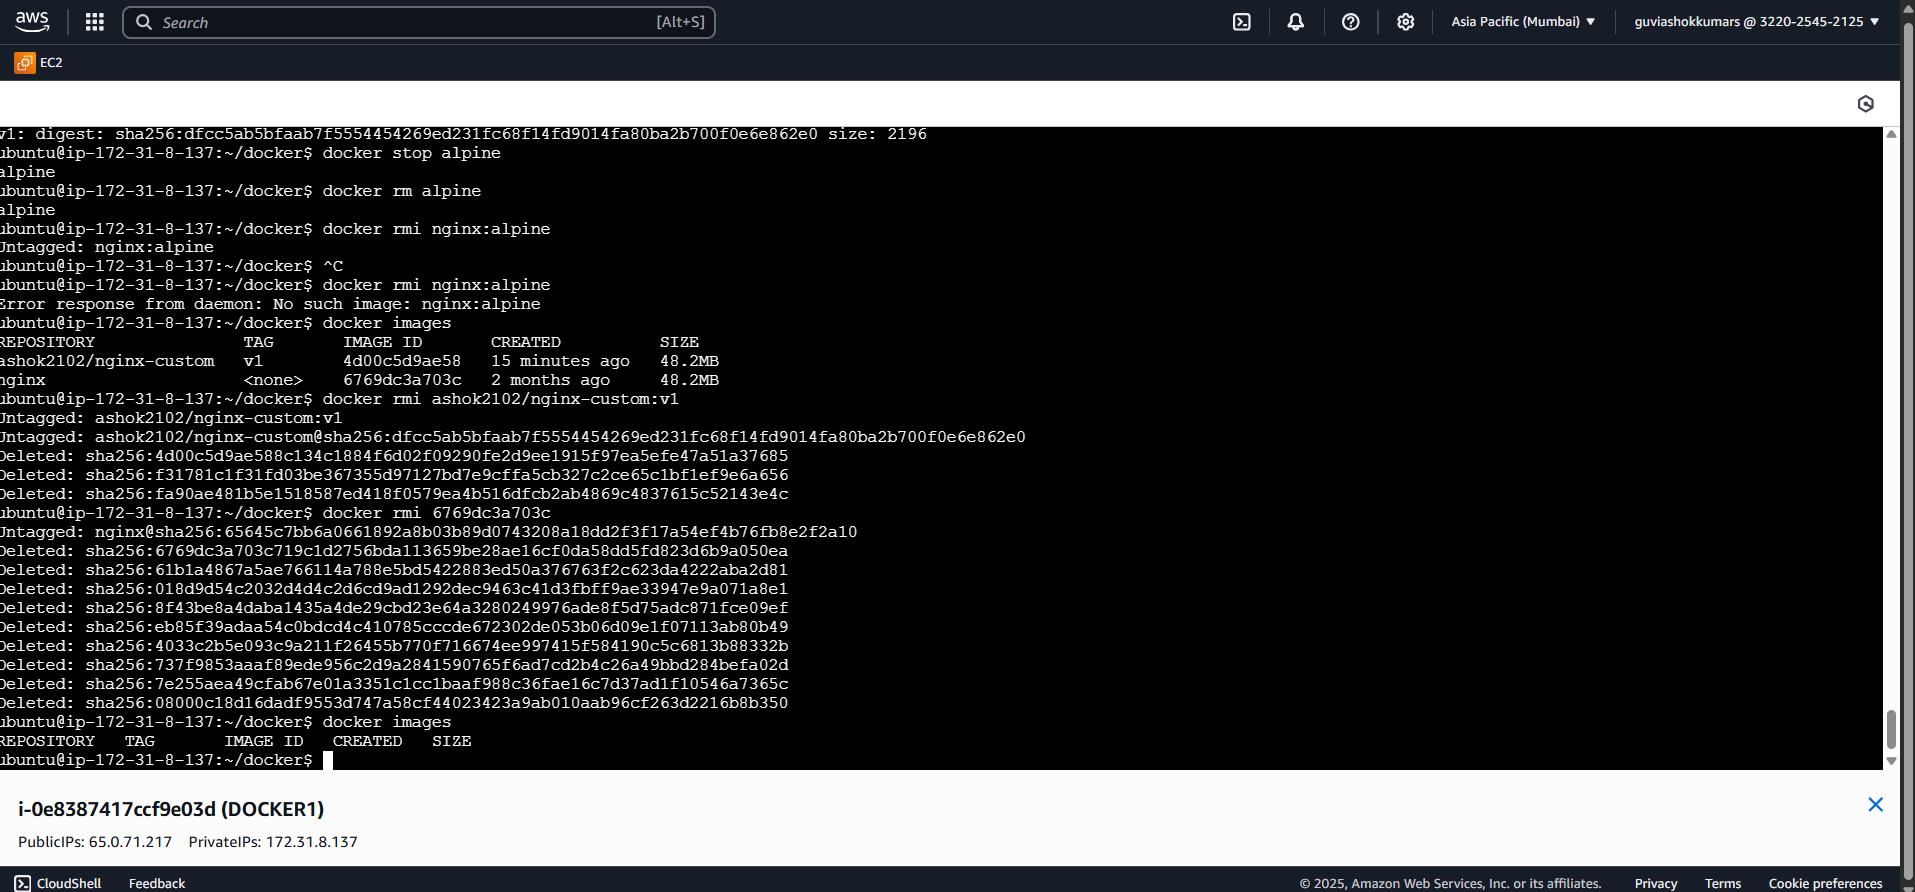 aws
Search [Alt+S]
Asia Pacific (Mumbai) ▼ guviashokkumars @ 3220-2545-2125 ▼
EC2
v1: digest: sha256:dfcc5ab5bfaab7f5554454269ed231fc68f14fd9014fa80ba2b700f0e6e862e0 size: 2196
ubuntu@ip-172-31-8-137:~/docker$ docker stop alpine
alpine
ubuntu@ip-172-31-8-137:~/docker$ docker rm alpine
alpine
ubuntu@ip-172-31-8-137:~/docker$ docker rmi nginx:alpine
Untagged: nginx:alpine
ubuntu@ip-172-31-8-137:~/docker$ ^C
ubuntu@ip-172-31-8-137:~/docker$ docker rmi nginx:alpine
Error response from daemon: No such image: nginx:alpine
ubuntu@ip-172-31-8-137:~/docker$ docker images
REPOSITORY TAG IMAGE ID CREATED SIZE
ashok2102/nginx-custom v1 4d00c5d9ae58 15 minutes ago 48.2MB
nginx <none> 6769dc3a703c 2 months ago 48.2MB
ubuntu@ip-172-31-8-137:~/docker$ docker rmi ashok2102/nginx-custom:v1
Untagged: ashok2102/nginx-custom:v1
Untagged: ashok2102/nginx-custom@sha256:dfcc5ab5bfaab7f5554454269ed231fc68f14fd9014fa80ba2b700f0e6e862e0
Deleted: sha256:4d00c5d9ae588c134c1884f6d02f09290fe2d9ee1915f97ea5efe47a51a37685
Deleted: sha256:f31781c1f31fd03be367355d97127bd7e9cffa5cb327c2ce65c1bf1ef9e6a656
Deleted: sha256:fa90ae481b5e1518587ed418f0579ea4b516dfcb2ab4869c4837615c52143e4c
ubuntu@ip-172-31-8-137:~/docker$ docker rmi 6769dc3a703c
Untagged: nginx@sha256:65645c7bb6a0661892a8b03b89d0743208a18dd2f3f17a54ef4b76fb8e2f2a10
Deleted: sha256:6769dc3a703c719c1d2756bda113659be28ae16cf0da58dd5fd823d6b9a050ea
Deleted: sha256:61b1a4867a5ae766114a788e5bd5422883ed50a376763f2c623da4222aba2d81
Deleted: sha256:018d9d54c2032d4d4c2d6cd9ad1292dec9463c41d3fbff9ae33947e9a071a8e1
Deleted: sha256:8f43be8a4daba1435a4de29cbd23e64a3280249976ade8f5d75adc871fce09ef
Deleted: sha256:eb85f39adaa54c0bdcd4c410785cccde672302de053b06d09e1f07113ab80b49
Deleted: sha256:4033c2b5e093c9a211f26455b770f716674ee997415f584190c5c6813b88332b
Deleted: sha256:737f9853aaaf89ede956c2d9a2841590765f6ad7cd2b4c26a49bbd284befa02d
Deleted: sha256:7e255aea49cfab67e01a3351c1cc1baaf988c36fae16c7d37ad1f10546a7365c
Deleted: sha256:08000c18d16dadf9553d747a58cf44023423a9ab010aab96cf263d2216b8b350
ubuntu@ip-172-31-8-137:~/docker$ docker images
REPOSITORY TAG IMAGE ID CREATED SIZE
ubuntu@ip-172-31-8-137:~/docker$
i-0e8387417ccf9e03d (DOCKER1)
PublicIPs: 65.0.71.217 PrivateIPs: 172.31.8.137
CloudShell Feedback © 2025, Amazon Web Services, Inc. or its affiliates. Privacy Terms Cookie preferences